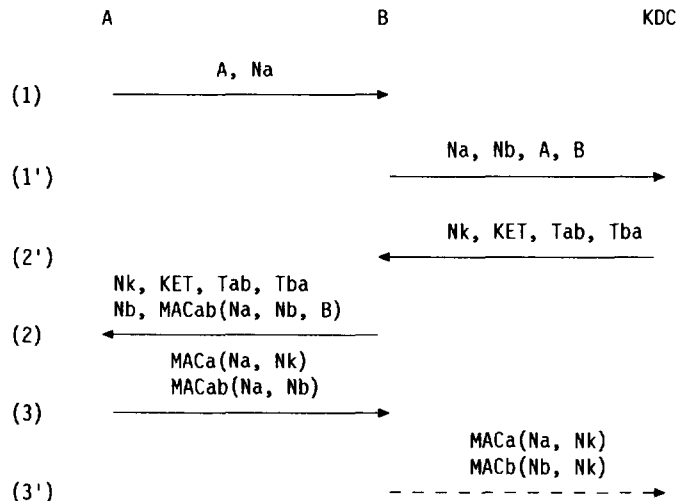 A B KDC
A, Na
(1)
Na, Nb, A, B
(1')
Nk, KET, Tab, Tba
(2')
Nk, KET, Tab, Tba
Nb, MACab(Na, Nb, B)
(2)
MACa(Na, Nk)
MACab(Na, Nb)
(3)
MACa(Na, Nk)
MACb(Nb, Nk)
(3')